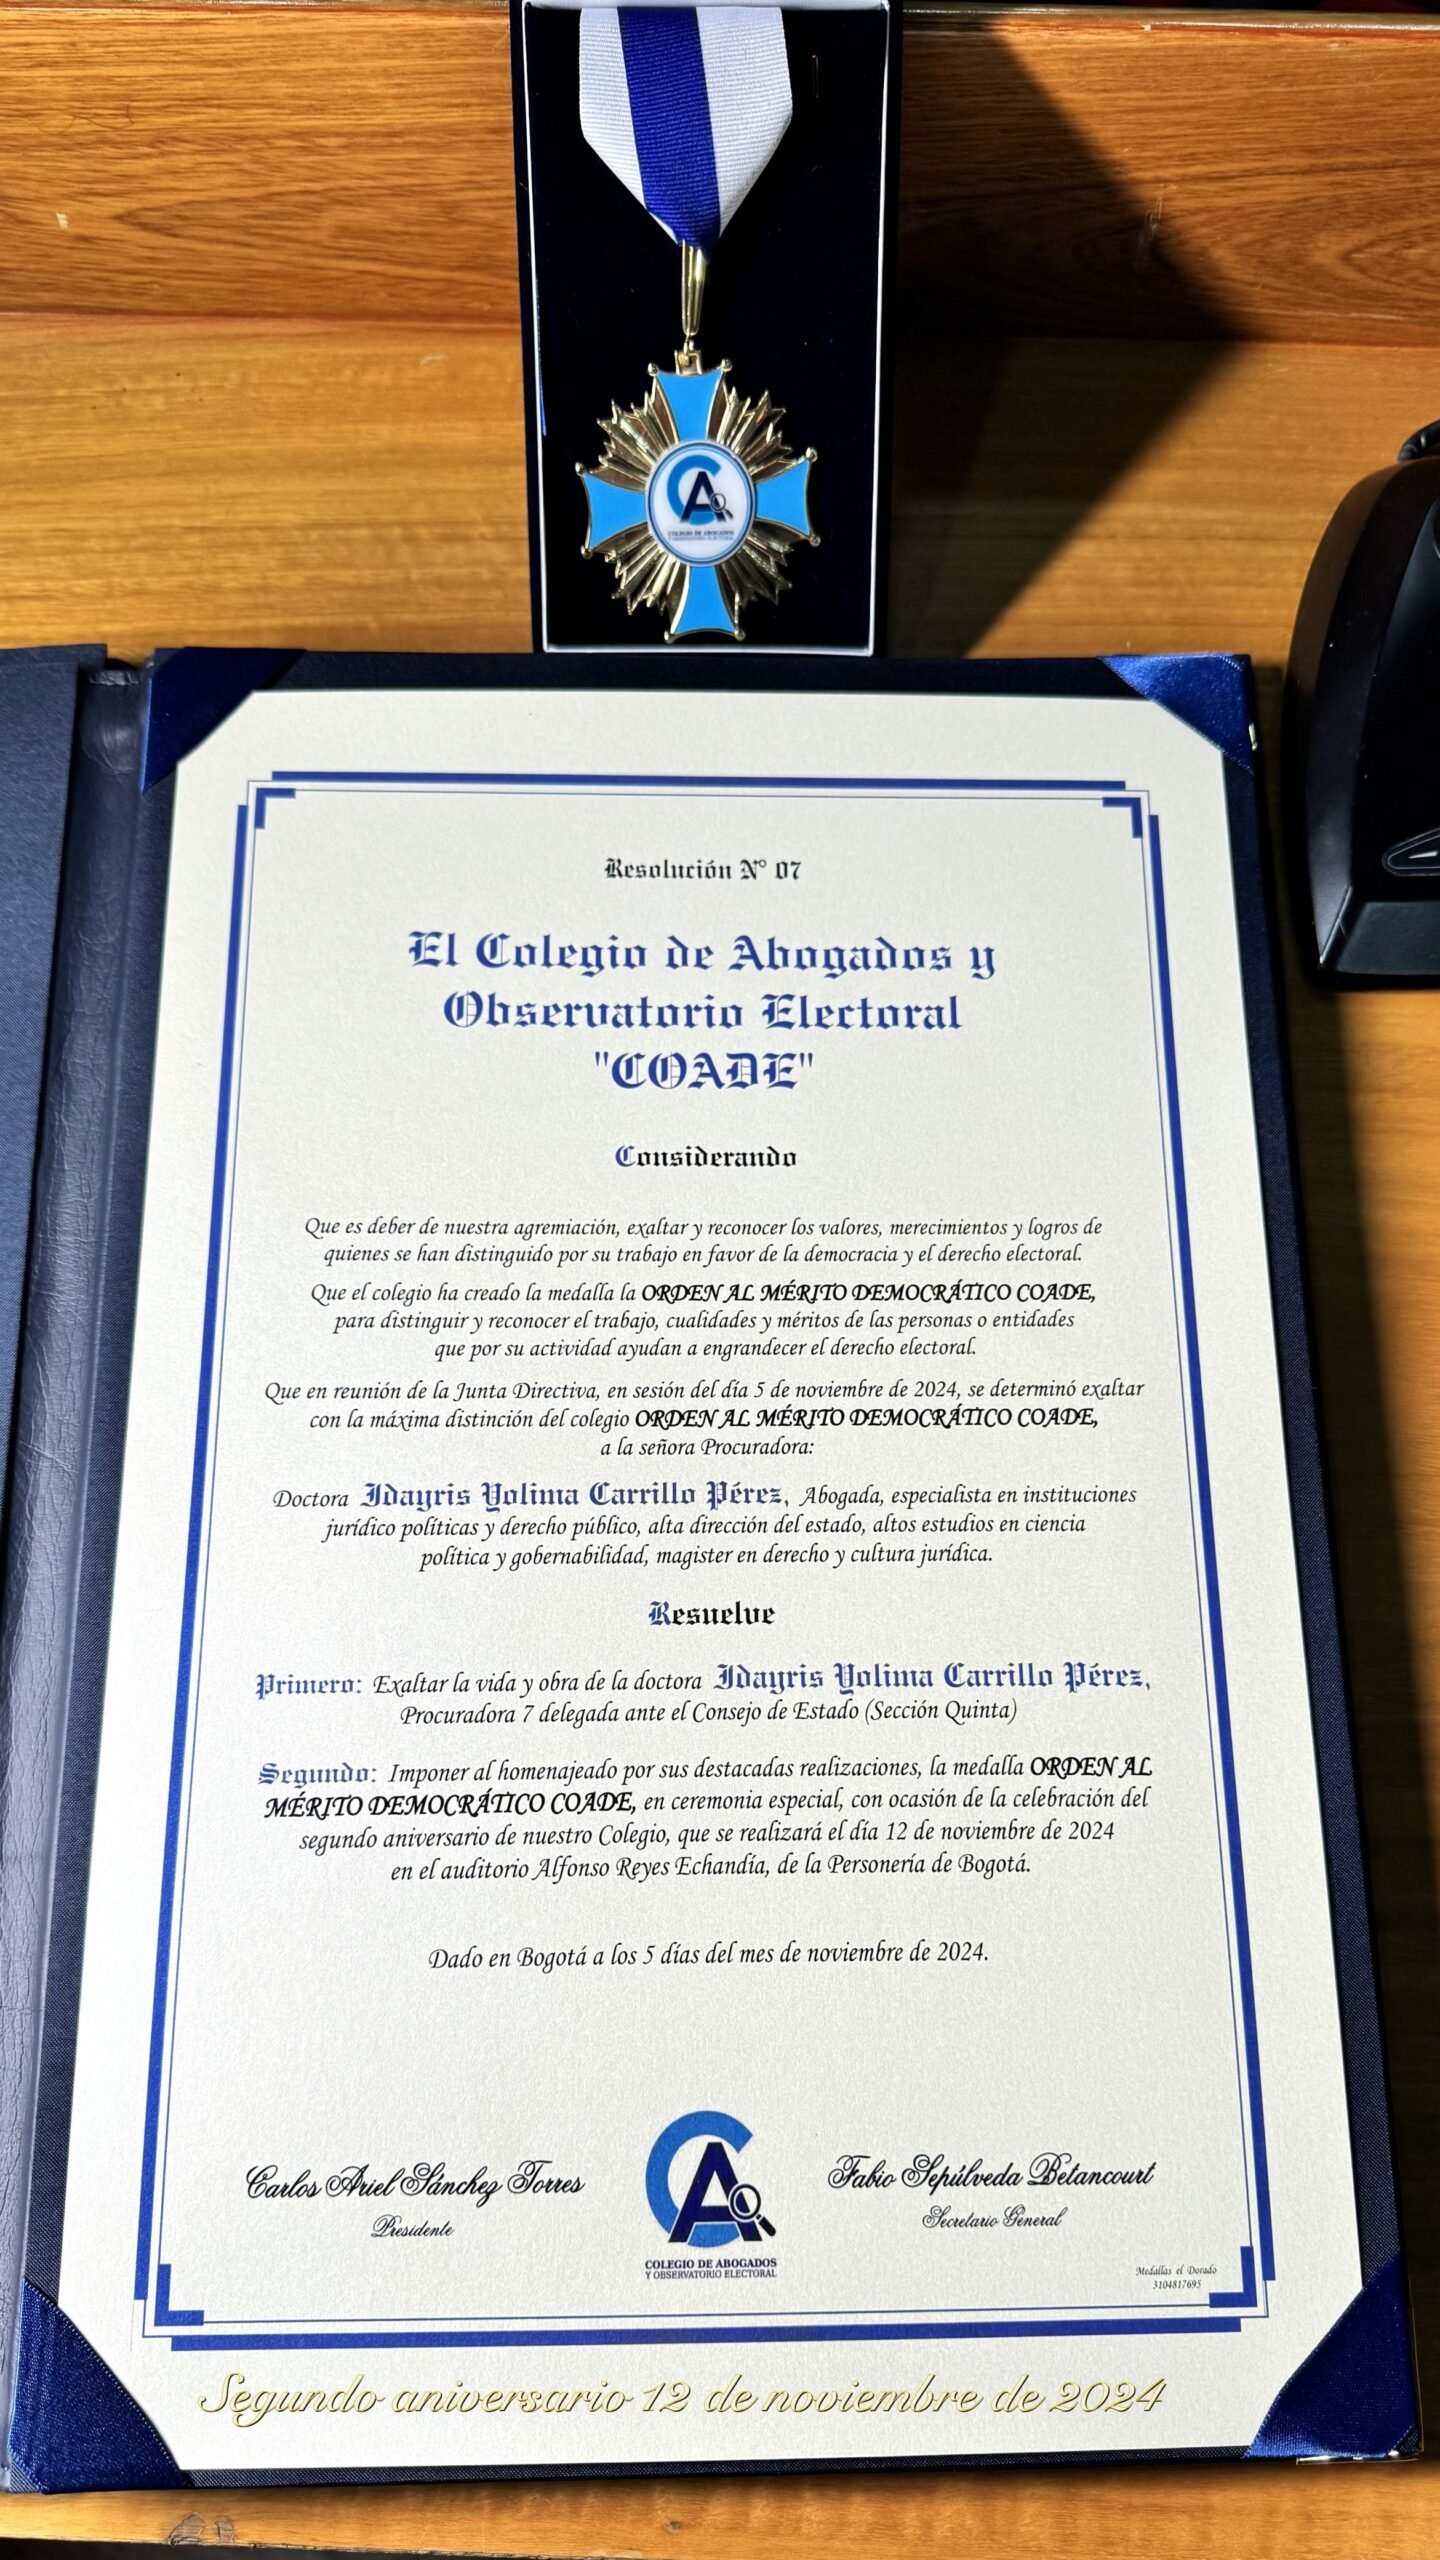 COLEGIO DE ABOGADOS
Y OBSERVATORIO ELECTORAL
Resolución N° 07
El Colegio de Abogados y
Observatorio Electoral
"COADE"
Considerando
Que es deber de nuestra agremiación, exaltar y reconocer los valores, merecimientos y logros de
quienes se han distinguido por su trabajo en favor de la democracia y el derecho electoral.
Que el colegio ha creado la medalla la ORDEN AL MÉRITO DEMOCRÁTICO COADE,
para distinguir y reconocer el trabajo, cualidades y méritos de las personas o entidades
que por su actividad ayudan a engrandecer el derecho electoral.
Que en reunión de la Junta Directiva, en sesión del día 5 de noviembre de 2024, se determinó exaltar
con la máxima distinción del colegio ORDEN AL MÉRITO DEMOCRÁTICO COADE,
a la señora Procuradora:
Doctora Idayris Yolima Carrillo Pérez, Abogada, especialista en instituciones
jurídico políticas y derecho público, alta dirección del estado, altos estudios en ciencia
política y gobernabilidad, magister en derecho y cultura jurídica.
Resuelve
Primero: Exaltar la vida y obra de la doctora Idayris Yolima Carrillo Pérez,
Procuradora 7 delegada ante el Consejo de Estado (Sección Quinta)
Segundo: Imponer al homenajeado por sus destacadas realizaciones, la medalla ORDEN AL
MÉRITO DEMOCRÁTICO COADE, en ceremonia especial, con ocasión de la celebración del
segundo aniversario de nuestro Colegio, que se realizará el día 12 de noviembre de 2024
en el auditorio Alfonso Reyes Echandía, de la Personería de Bogotá.
Dado en Bogotá a los 5 días del mes de noviembre de 2024.
Carlos Ariel Sánchez Torres
Presidente
Fabio Sepúlveda Betancourt
Secretario General
CA
COLEGIO DE ABOGADOS
Y OBSERVATORIO ELECTORAL
Medallas el Dorado
3104817695
Segundo aniversario 12 de noviembre de 2024